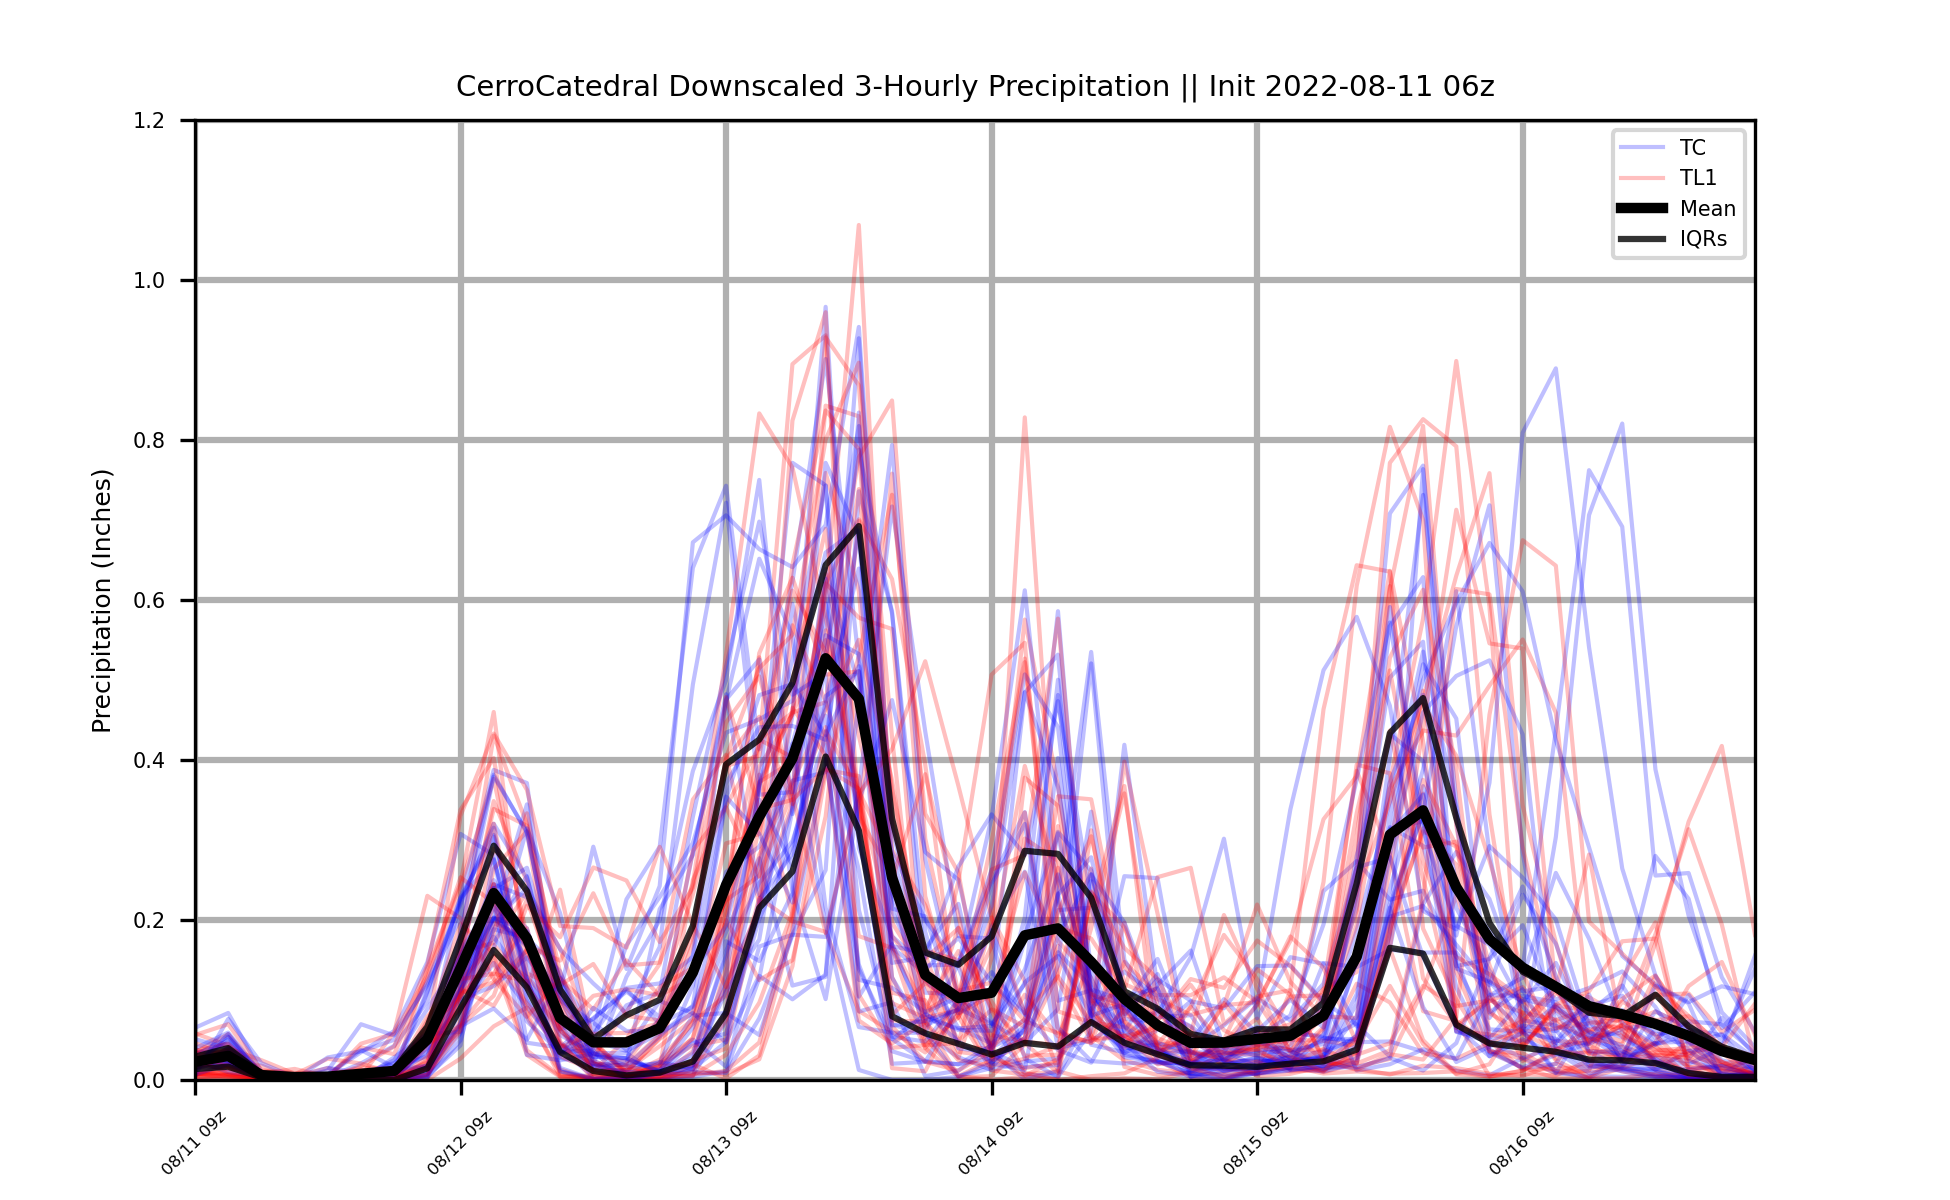 CerroCatedral Downscaled 3-Hourly Precipitation || Init 2022-08-11 06z
Precipitation (Inches)
1.2
1.0
0.8
0.6
0.4
0.2
0.0
TC
TL1
Mean
IQRs
08/11 09z
08/12 09z
08/13 09z
08/14 09z
08/15 09z
08/16 09z